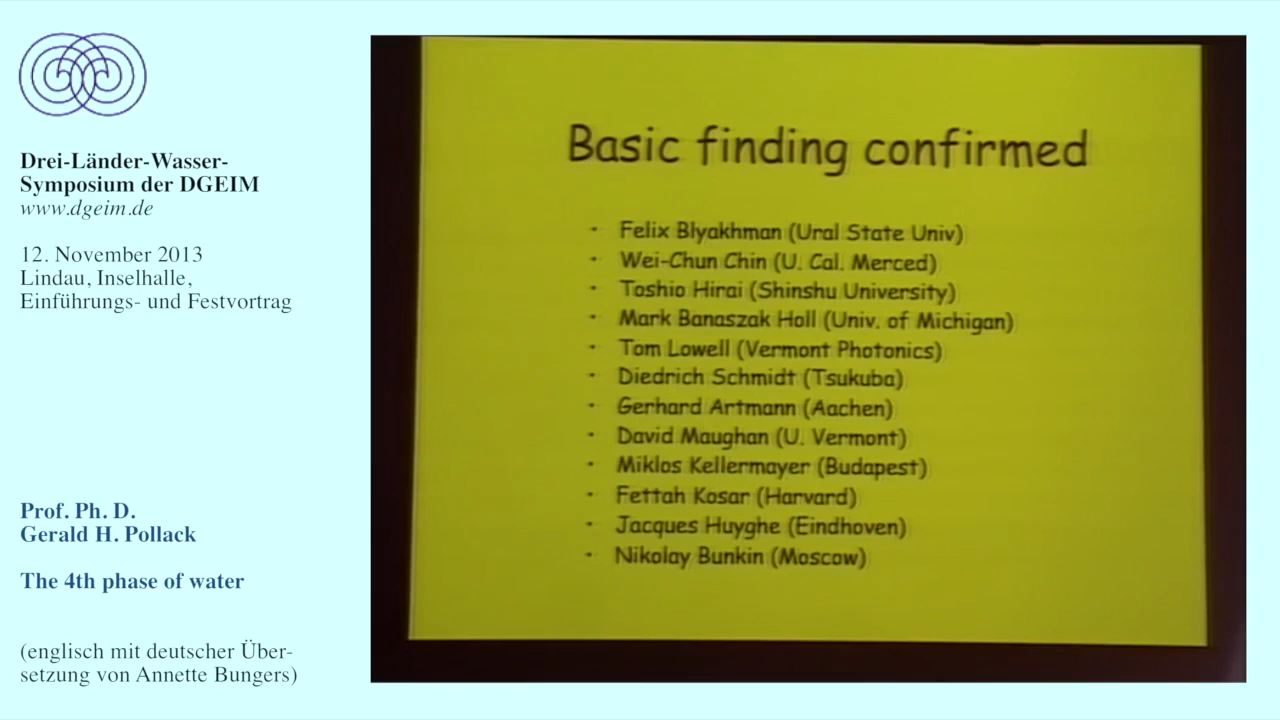 Drei-Länder-Wasser-
Symposium der DGEIM
www.dgeim.de
12. November 2013
Lindau, Inselhalle,
Einführungs- und Festvortrag
Prof. Ph. D.
Gerald H. Pollack
The 4th phase of water
(englisch mit deutscher Über-
setzung von Annette Bungers)
Basic finding confirmed
· Felix Blyakhman (Ural State Univ)
· Wei-Chun Chin (U. Cal. Merced)
· Toshio Hirai (Shinshu University)
· Mark Banaszak Holl (Univ. of Michigan)
· Tom Lowell (Vermont Photonics)
· Diedrich Schmidt (Tsukuba)
· Gerhard Artmann (Aachen)
· David Maughan (U. Vermont)
· Miklos Kellermayer (Budapest)
· Fettah Kosar (Harvard)
· Jacques Huyghe (Eindhoven)
· Nikolay Bunkin (Moscow)